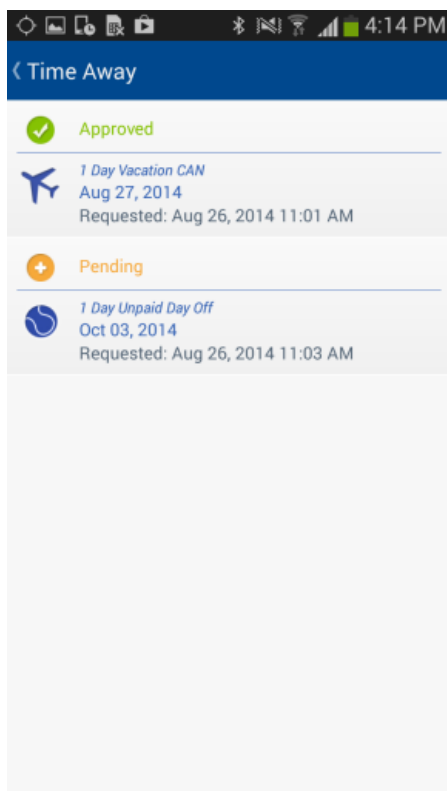 4:14 PM
Time Away
Approved
1 Day Vacation CAN
Aug 27, 2014
Requested: Aug 26, 2014 11:01 AM
Pending
1 Day Unpaid Day Off
Oct 03, 2014
Requested: Aug 26, 2014 11:03 AM